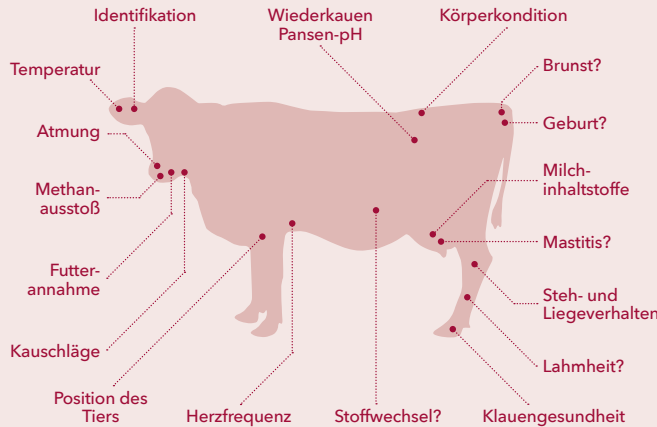 Identifikation
Wiederkauen
Pansen-pH
Körperkondition
Temperatur
Atmung
Methan-
ausstoß
Futter-
annahme
Kauschläge
Position des
Tiers
Herzfrequenz
Stoffwechsel?
Klauengesundheit
Brunst?
Geburt?
Milch-
inhaltstoffe
Mastitis?
Steh- und
Liegeverhalten
Lahmheit?